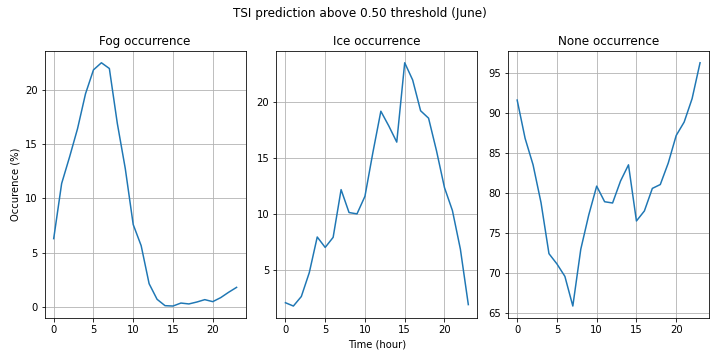 TSI prediction above 0.50 threshold (June)
Fog occurrence
Ice occurrence
None occurrence
Occurence (%)
20
15
10
5
0
0 5 10 15 20
20
15
10
5
0 5 10 15 20
Time (hour)
95
90
85
80
75
70
65
0 5 10 15 20